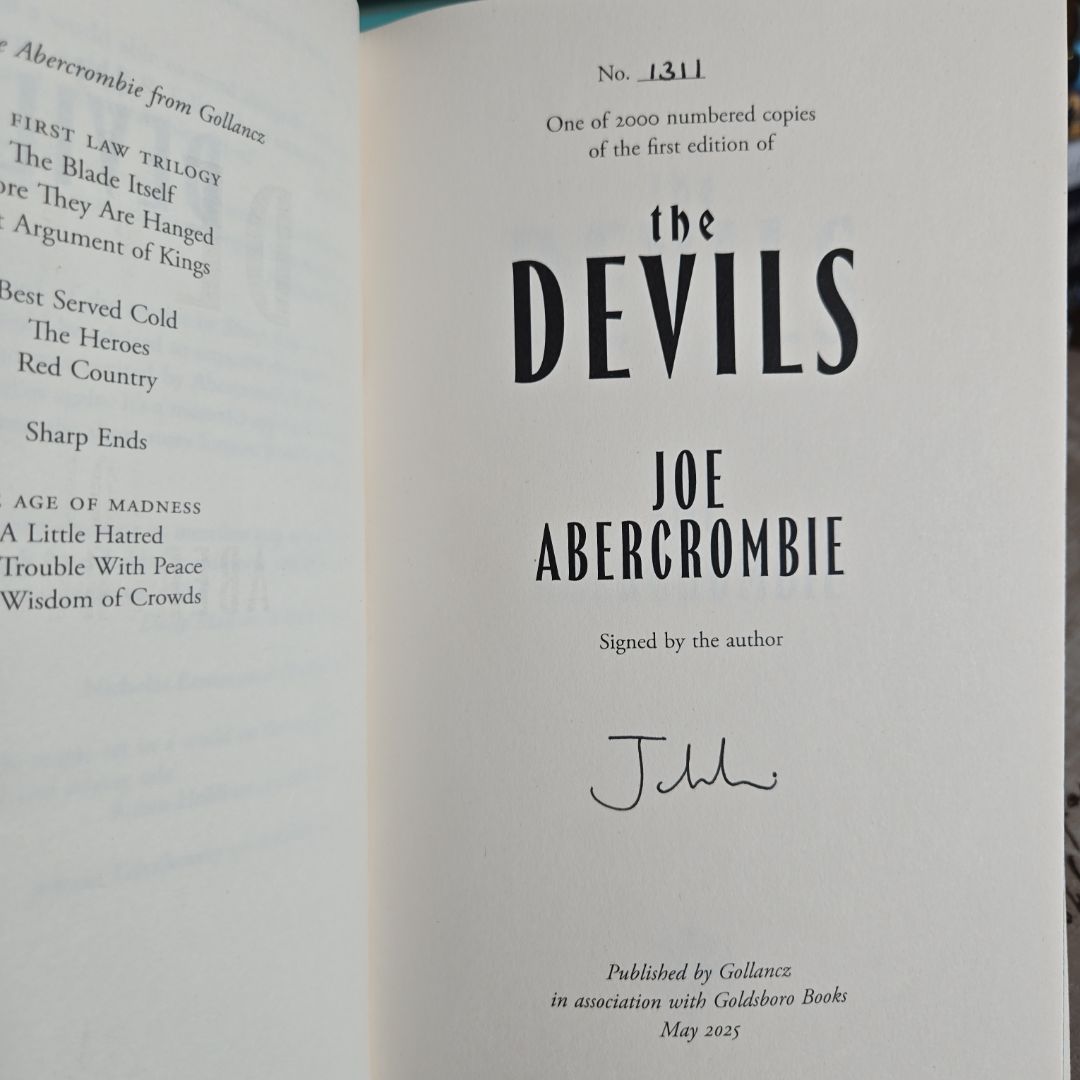 Abercrombie from Gollancz
FIRST LAW TRILOGY
The Blade Itself
They Are Hanged
Argument of Kings
Best Served Cold
The Heroes
Red Country
Sharp Ends
AGE OF MADNESS
A Little Hatred
Trouble With Peace
Wisdom of Crowds
No. 1311
One of 2000 numbered copies
of the first edition of
the
DEVILS
JOE
ABERCROMBIE
Signed by the author
Published by Gollancz
in association with Goldsboro Books
May 2025